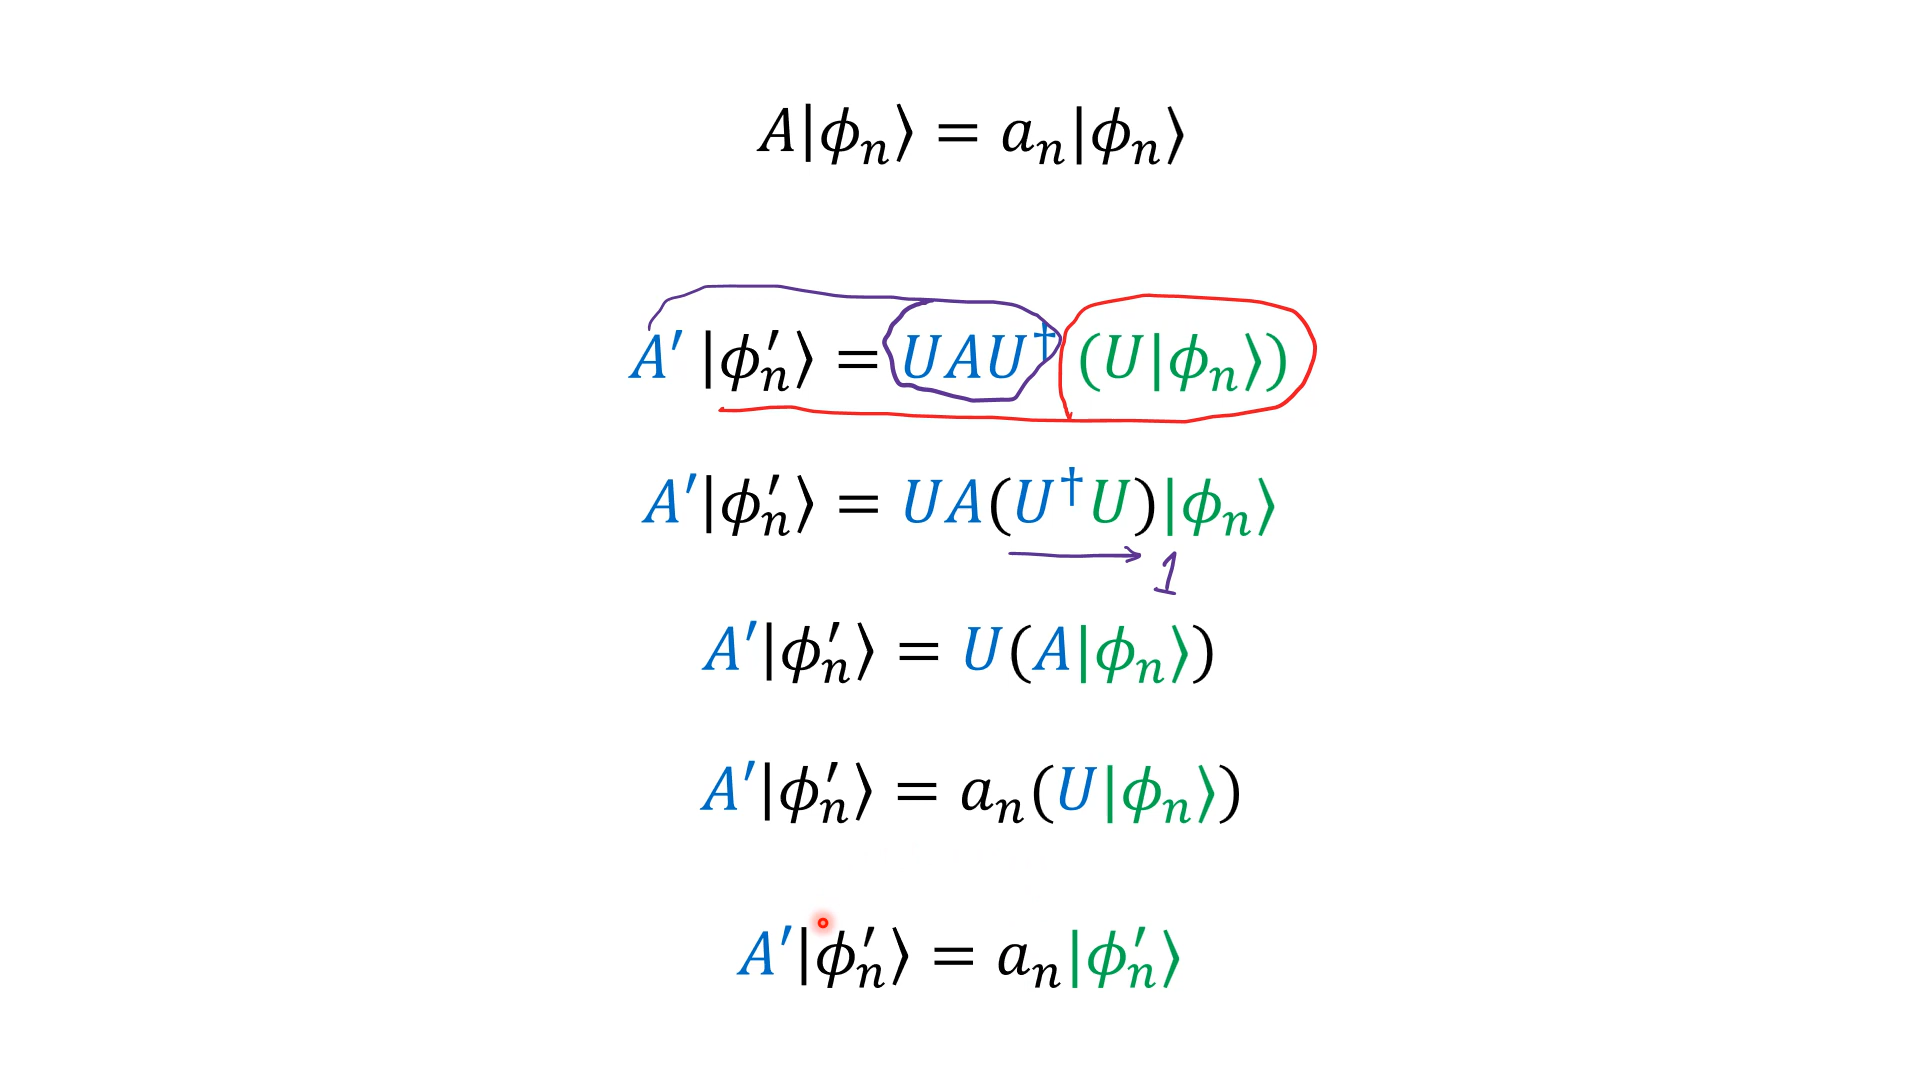 A|ϕₙ⟩ = aₙ|ϕₙ⟩
A′ |ϕ′ₙ⟩ = UAU† (U|ϕₙ⟩)
A′|ϕ′ₙ⟩ = UA(U†U)|ϕₙ⟩
1
A′|ϕ′ₙ⟩ = U(A|ϕₙ⟩)
A′|ϕ′ₙ⟩ = aₙ(U|ϕₙ⟩)
A′|ϕ′ₙ⟩ = aₙ|ϕ′ₙ⟩